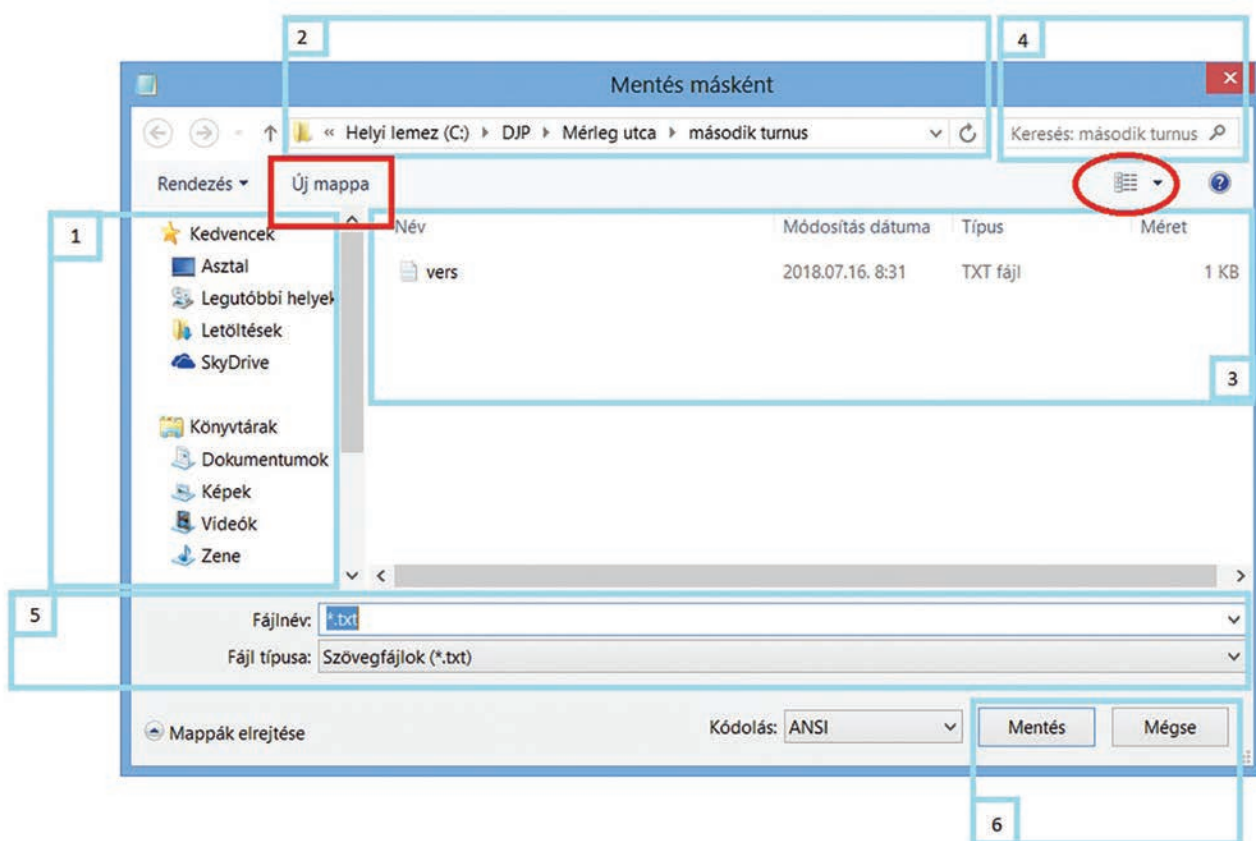 2
4
Mentés másként
« Helyi lemez (C:) ▸ DJP ▸ Mérleg utca ▸ második turnus
Keresés: második turnus
Rendezés
Új mappa
1
Kedvencek
Asztal
Legutóbbi helyek
Letöltések
SkyDrive
Könyvtárak
Dokumentumok
Képek
Videók
Zene
Név Módosítás dátuma Típus Méret
vers 2018.07.16. 8:31 TXT fájl 1 KB
3
5
Fájlnév: *.txt
Fájl típusa: Szövegfájlok (*.txt)
Mappák elrejtése
Kódolás: ANSI
Mentés
Mégse
6